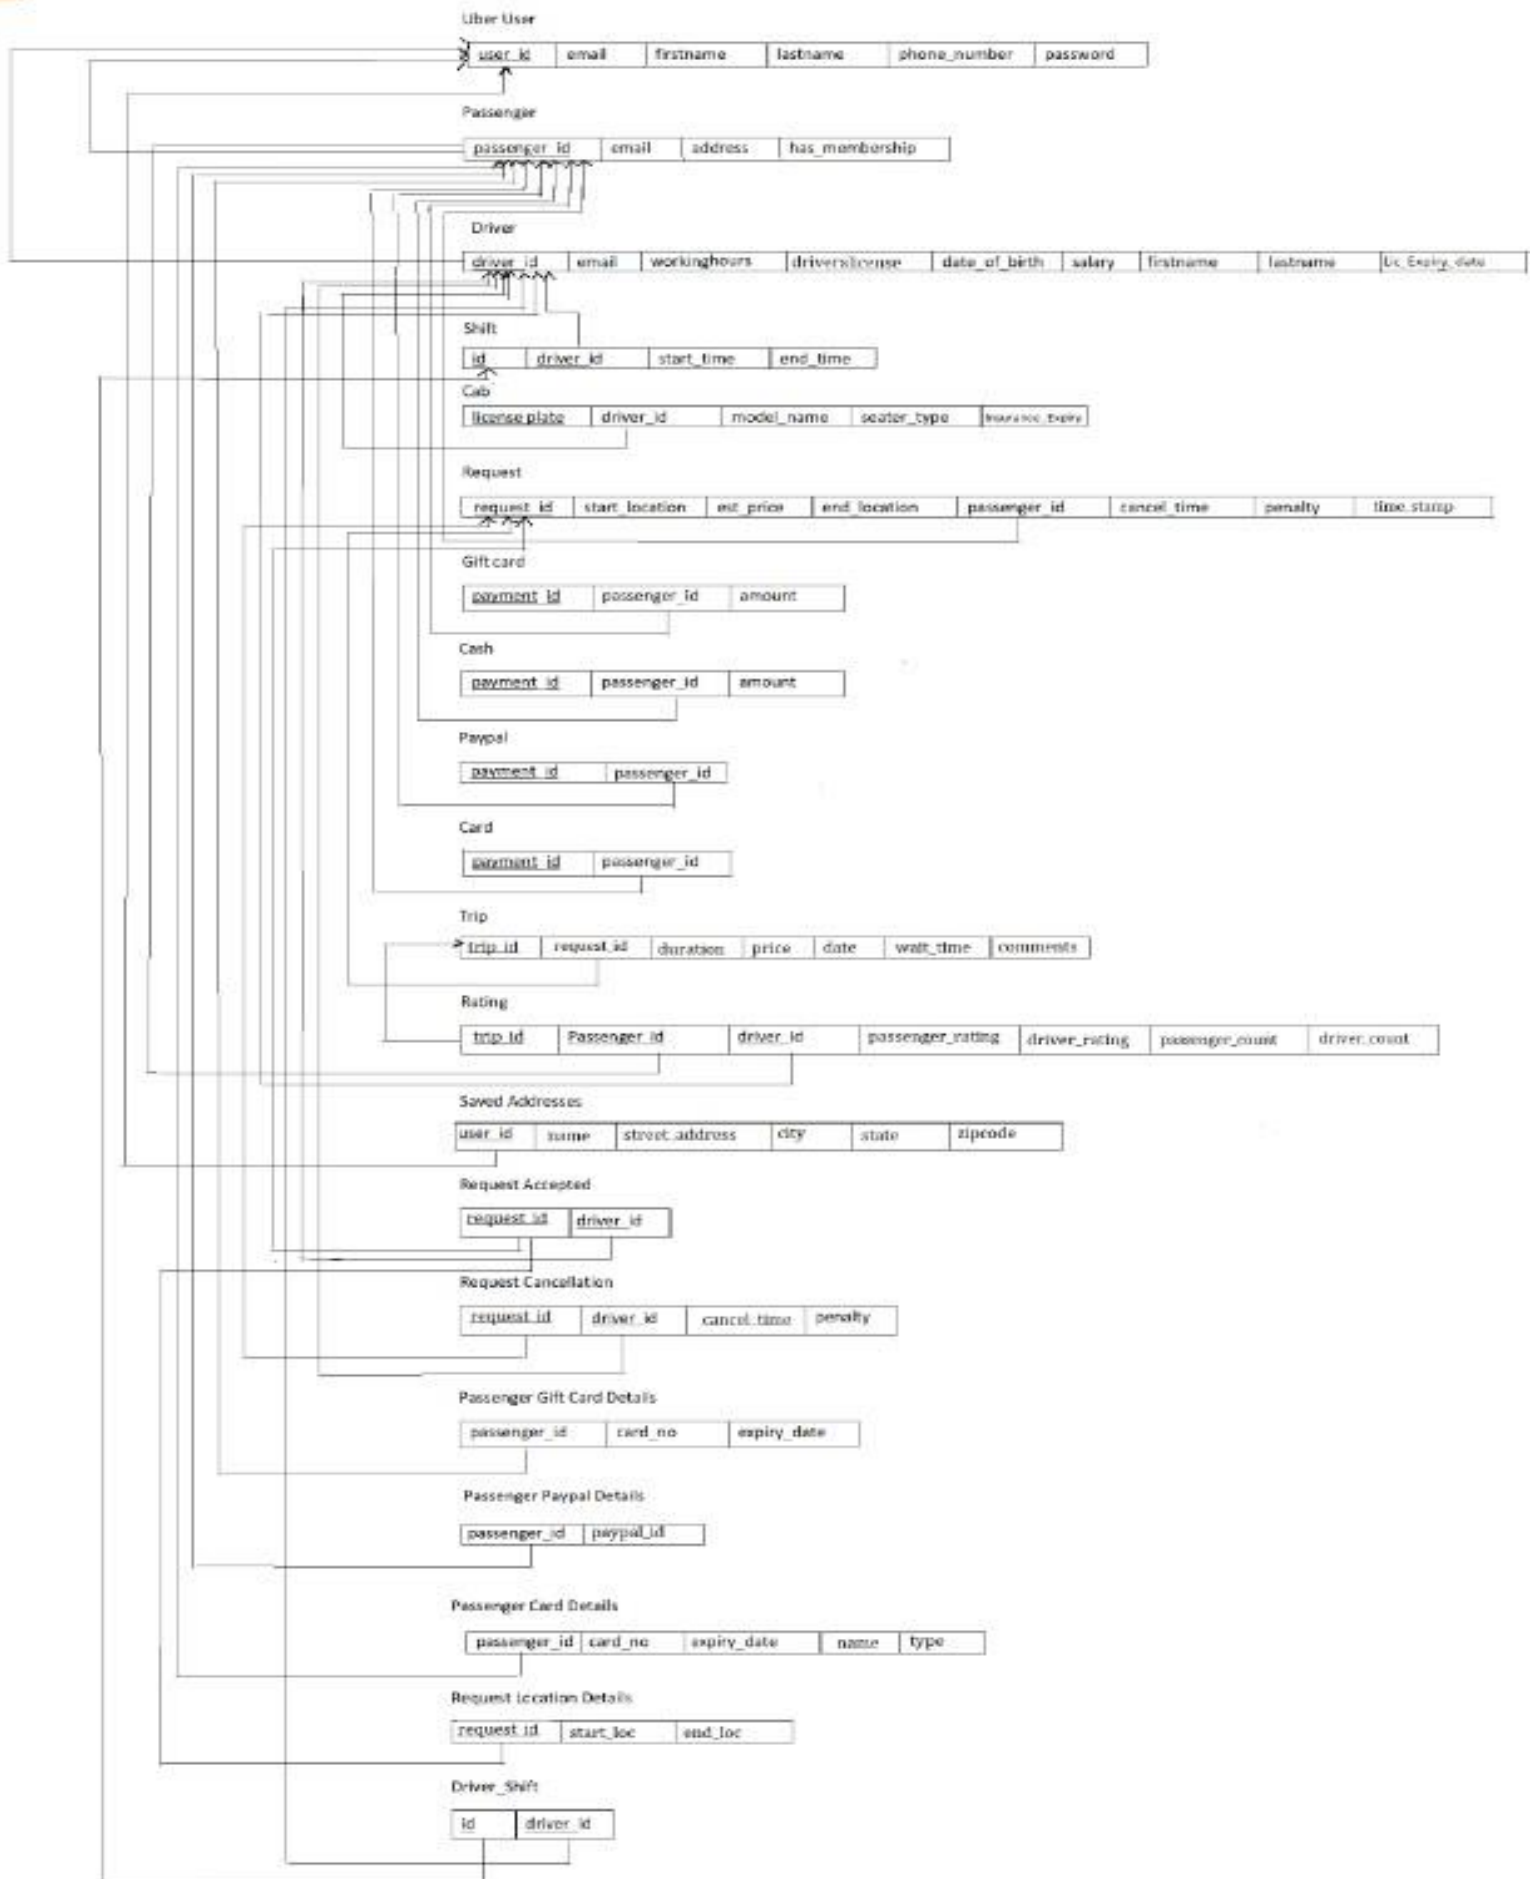 Uber User
user_id email firstname lastname phone_number password
Passenger
passenger_id email address has_membership
Driver
driver_id email workinghours driverslicense date_of_birth salary firstname lastname Lic_Expiry_date
Shift
id driver_id start_time end_time
Cab
license plate driver_id model_name seater_type Insurance_Expiry
Request
request_id start_location est_price end_location passenger_id cancel_time penalty time_stamp
Gift card
payment_id passenger_id amount
Cash
payment_id passenger_id amount
Paypal
payment_id passenger_id
Card
payment_id passenger_id
Trip
trip_id request_id duration price date wait_time comments
Rating
trip_id Passenger_id driver_id passenger_rating driver_rating passenger_count driver_count
Saved Addresses
user_id name street_address city state zipcode
Request Accepted
request_id driver_id
Request Cancellation
request_id driver_id cancel_time penalty
Passenger Gift Card Details
passenger_id card_no expiry_date
Passenger Paypal Details
passenger_id paypal_id
Passenger Card Details
passenger_id card_no expiry_date name type
Request Location Details
request_id start_loc end_loc
Driver_Shift
id driver_id